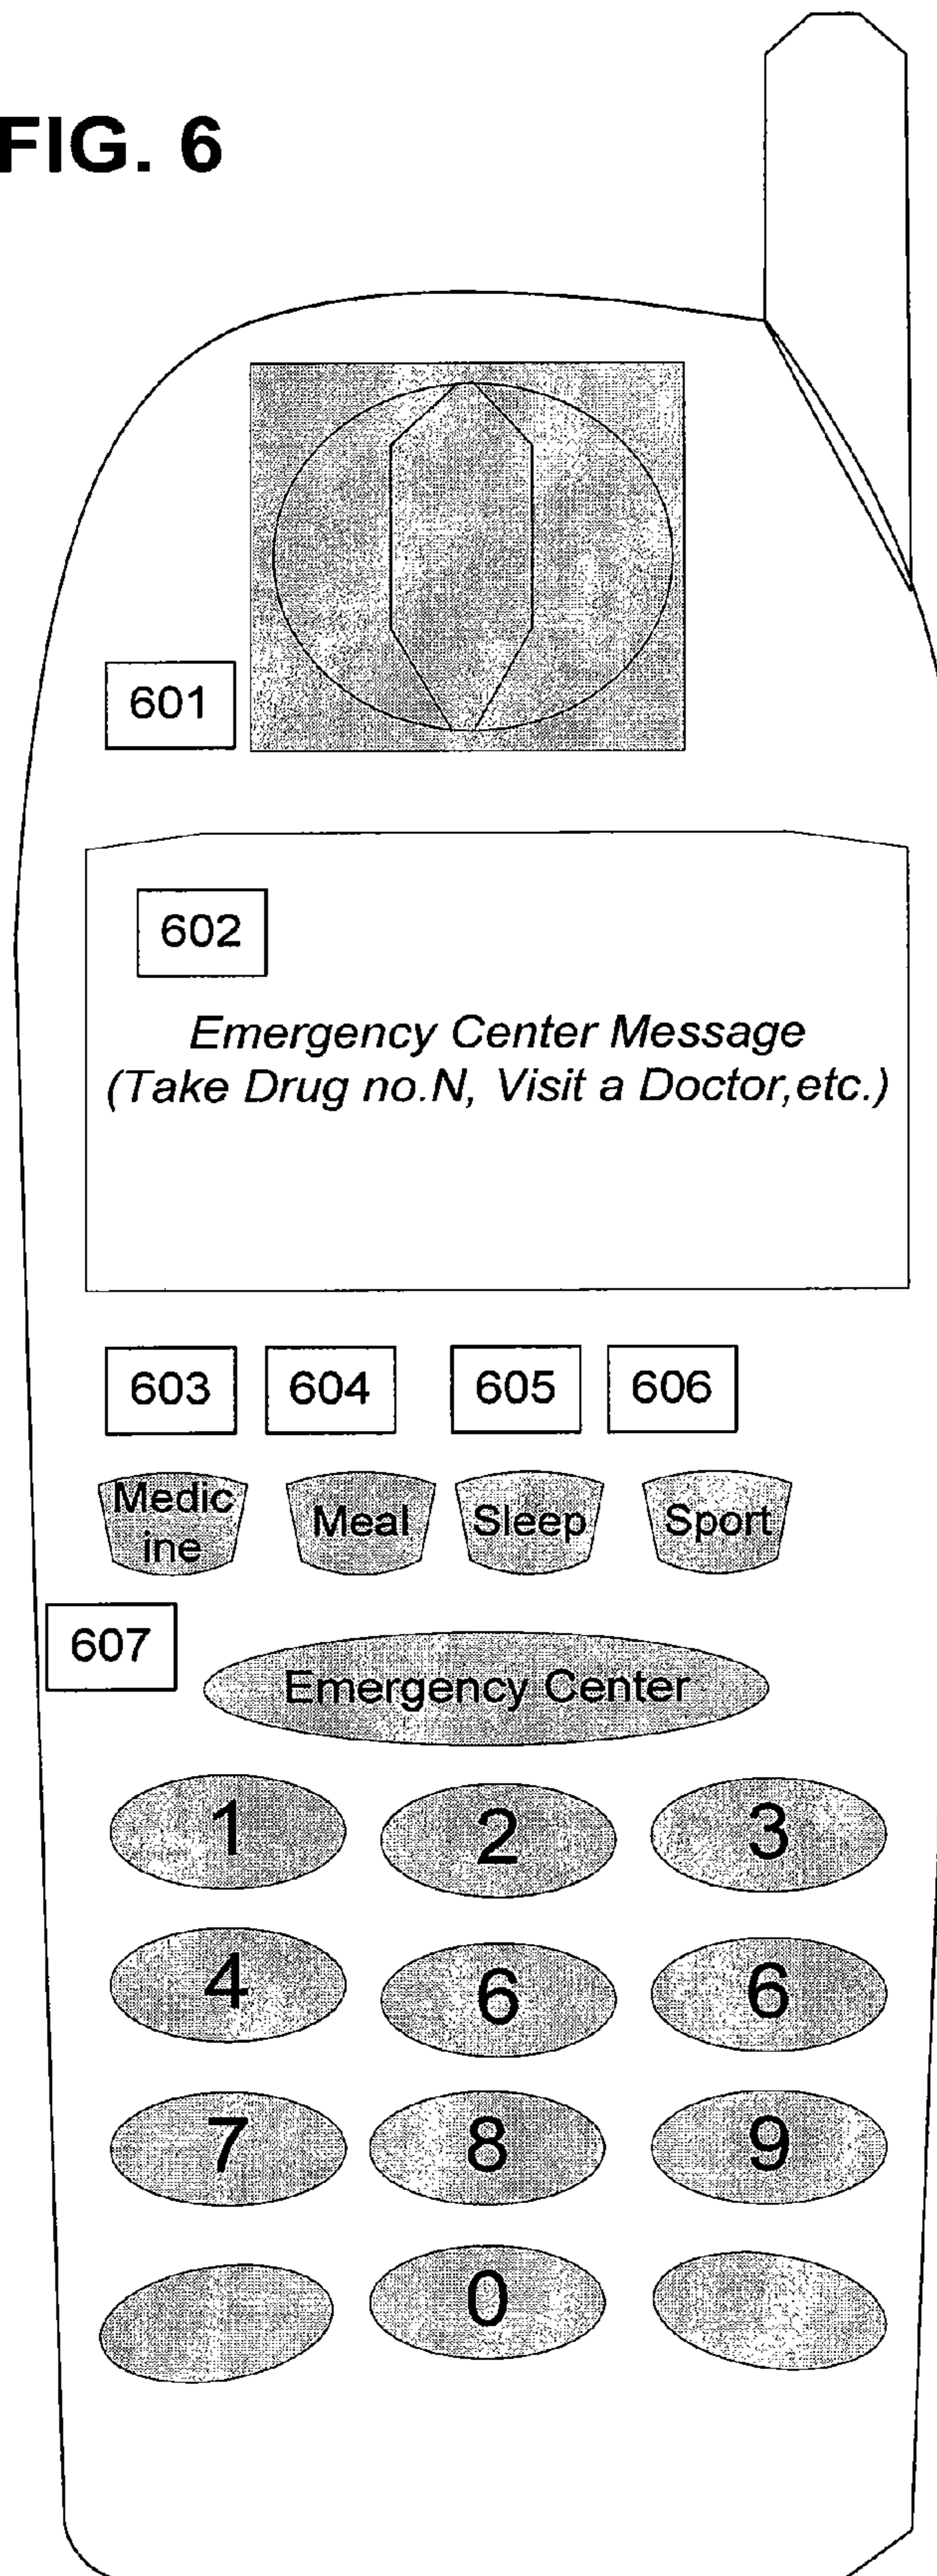 FIG. 6
601
602
Emergency Center Message
(Take Drug no.N, Visit a Doctor,etc.)
603 604 605 606
Medic
ine
Meal Sleep Sport
607
Emergency Center
1 2 3
4 6 6
7 8 9
0